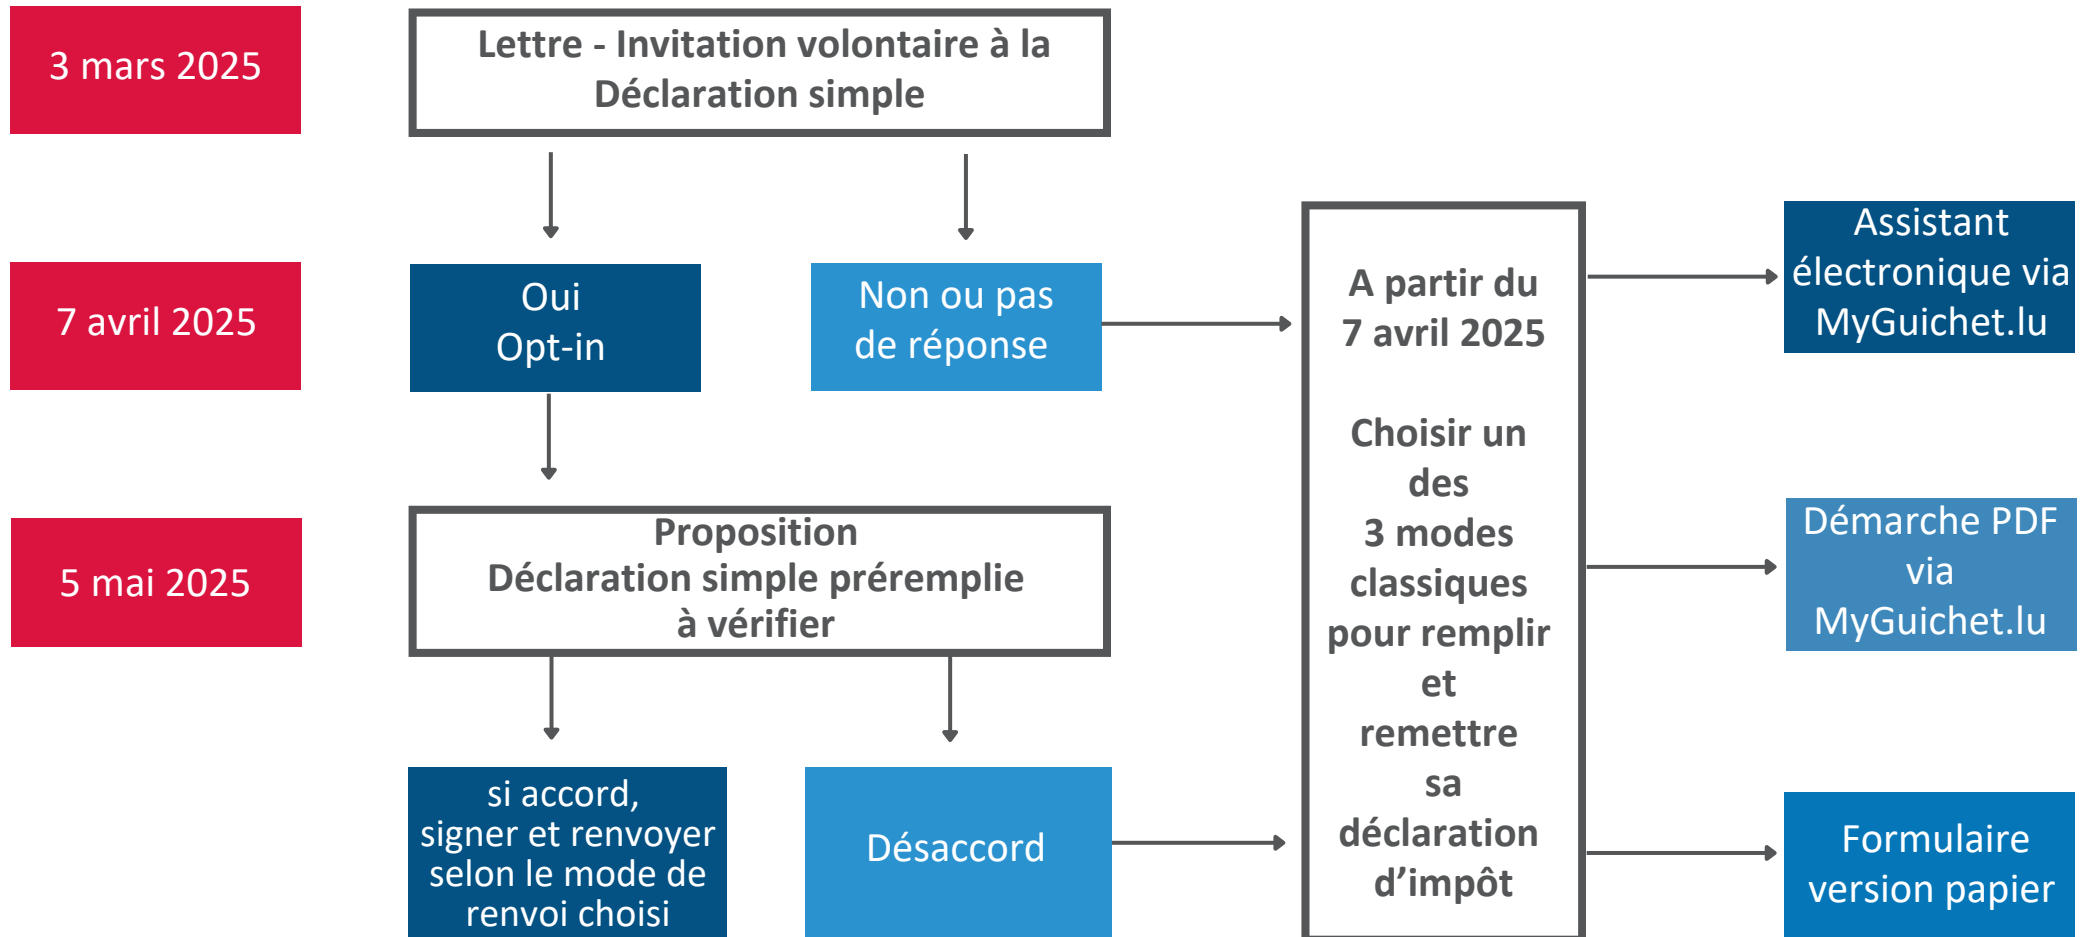 3 mars 2025
Lettre - Invitation volontaire à la
Déclaration simple
7 avril 2025
Oui
Opt-in
Non ou pas
de réponse
5 mai 2025
Proposition
Déclaration simple préremplie
à vérifier
si accord,
signer et renvoyer
selon le mode de
renvoi choisi
Désaccord
A partir du
7 avril 2025
Choisir un
des
3 modes
classiques
pour remplir
et
remettre
sa
déclaration
d’impôt
Assistant
électronique via
MyGuichet.lu
Démarche PDF
via
MyGuichet.lu
Formulaire
version papier